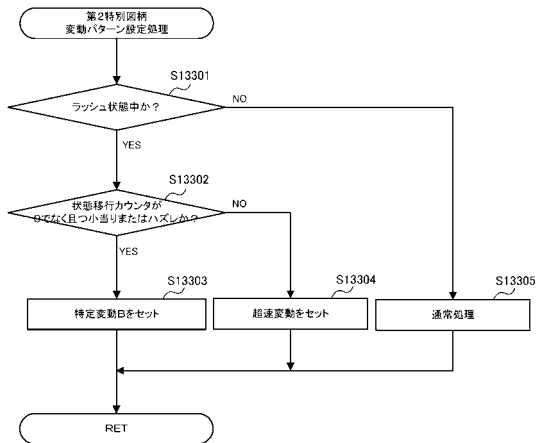 第2特別図柄
変動パターン設定処理
S13301
ラッシュ状態中か?
NO
YES
S13302
状態移行カウンタが
0でなく且つ小当りまたはハズレか?
NO
YES
S13303
S13304
S13305
特定変動Bをセット
超速変動をセット
通常処理
RET